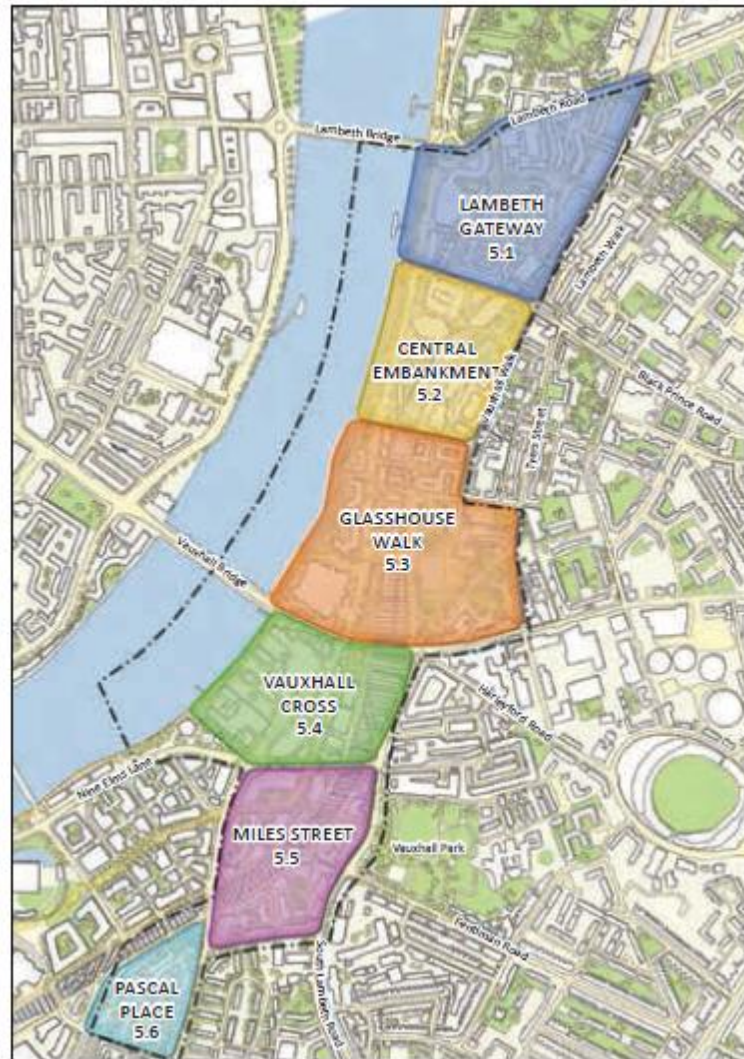 Lambeth Bridge
Lambeth Road
LAMBETH
GATEWAY
5.1
Lambeth Walk
CENTRAL
EMBANKMENT
5.2
Vauxhall Walk
Black Prince Road
Tyers Street
GLASSHOUSE
WALK
5.3
Vauxhall Bridge
VAUXHALL
CROSS
5.4
Harleyford Road
Nine Elms Lane
MILES STREET
5.5
Vauxhall Park
Fentiman Road
South Lambeth Road
PASCAL
PLACE
5.6